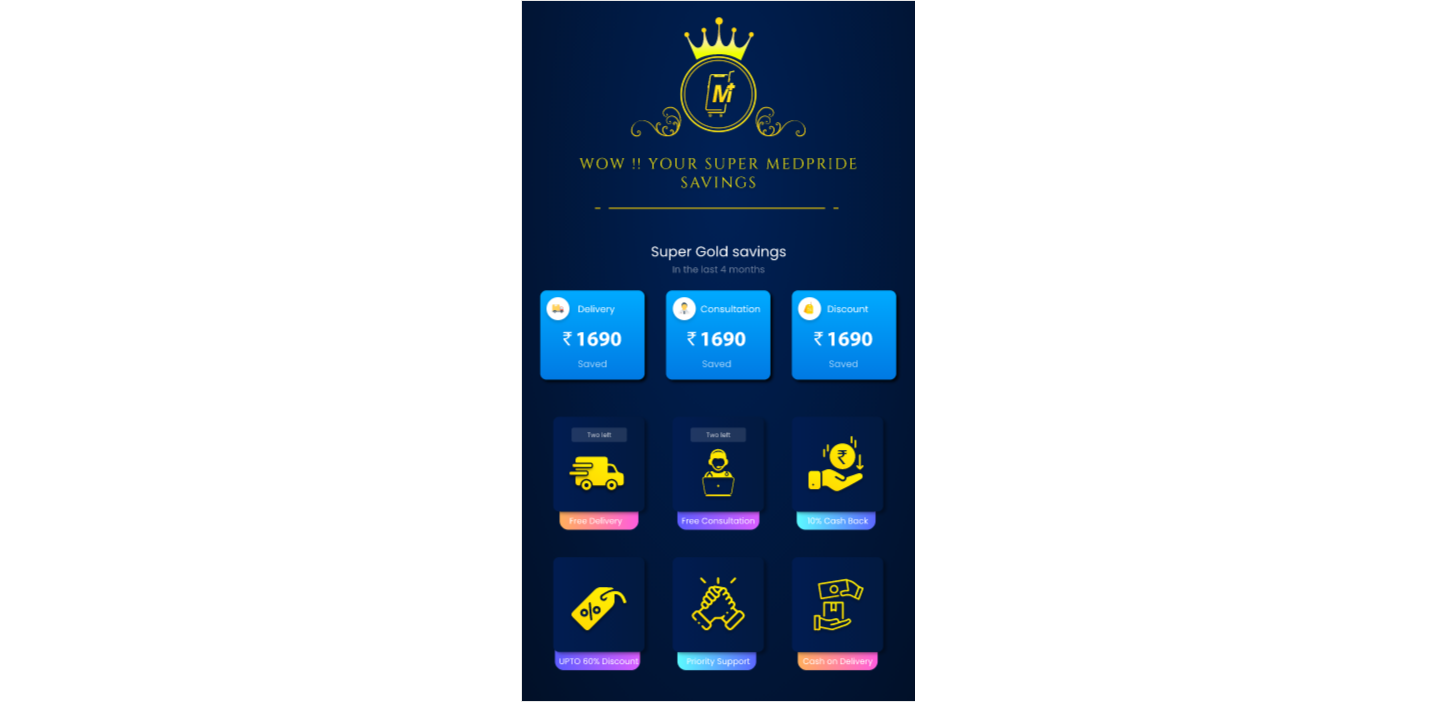 M
WOW !! YOUR SUPER MEDPRIDE
SAVINGS
Super Gold savings
In the last 4 months
Delivery
Consultation
Discount
₹ 1690
₹ 1690
₹ 1690
Saved
Saved
Saved
Two left
Two left
₹
Free Delivery
Free Consultation
10% Cash Back
%
UPTO 60% Discount
Priority Support
Cash on Delivery